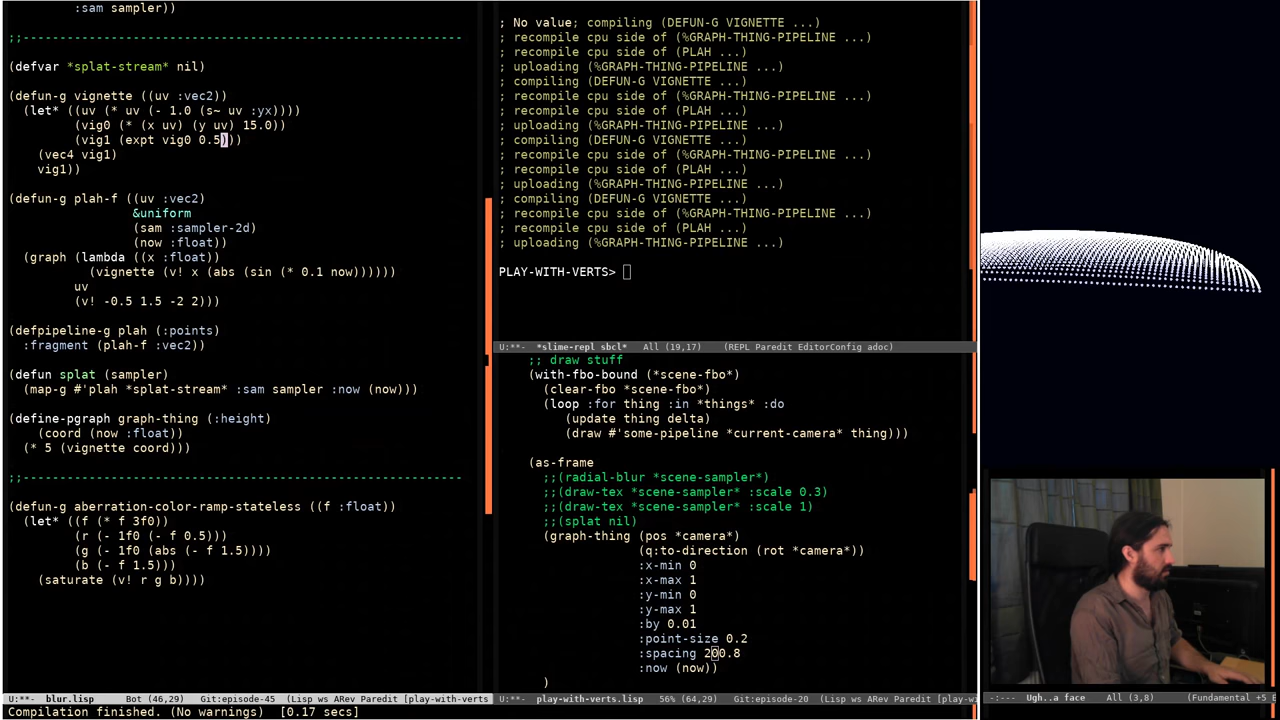 :sam sampler))
;;------------------------------------------------------------
(defvar *splat-stream* nil)
(defun-g vignette ((uv :vec2))
  (let* ((uv (* uv (- 1.0 (s~ uv :yx))))
         (vig0 (* (x uv) (y uv) 15.0))
         (vig1 (expt vig0 0.5)))
    (vec4 vig1)
    vig1))
(defun-g plah-f ((uv :vec2)
                 &uniform
                 (sam :sampler-2d)
                 (now :float))
  (graph (lambda ((x :float))
           (vignette (v! x (abs (sin (* 0.1 now))))))
         uv
         (v! -0.5 1.5 -2 2)))
(defpipeline-g plah (:points)
  :fragment (plah-f :vec2))
(defun splat (sampler)
  (map-g #'plah *splat-stream* :sam sampler :now (now)))
(define-pgraph graph-thing (:height)
    (coord (now :float))
  (* 5 (vignette coord)))
;;------------------------------------------------------------
(defun-g aberration-color-ramp-stateless ((f :float))
  (let* ((f (* f 3f0))
         (r (- 1f0 (- f 0.5)))
         (g (- 1f0 (abs (- f 1.5))))
         (b (- f 1.5)))
    (saturate (v! r g b))))
U:**-  blur.lisp      Bot (46,29)    Git:episode-45  (Lisp ws ARev Paredit [play-with-verts
Compilation finished. (No warnings)  [0.17 secs]
; No value; compiling (DEFUN-G VIGNETTE ...)
; recompile cpu side of (%GRAPH-THING-PIPELINE ...)
; recompile cpu side of (PLAH ...)
; uploading (%GRAPH-THING-PIPELINE ...)
; compiling (DEFUN-G VIGNETTE ...)
; recompile cpu side of (%GRAPH-THING-PIPELINE ...)
; recompile cpu side of (PLAH ...)
; uploading (%GRAPH-THING-PIPELINE ...)
; compiling (DEFUN-G VIGNETTE ...)
; recompile cpu side of (%GRAPH-THING-PIPELINE ...)
; recompile cpu side of (PLAH ...)
; uploading (%GRAPH-THING-PIPELINE ...)
; compiling (DEFUN-G VIGNETTE ...)
; recompile cpu side of (%GRAPH-THING-PIPELINE ...)
; recompile cpu side of (PLAH ...)
; uploading (%GRAPH-THING-PIPELINE ...)
PLAY-WITH-VERTS>
U:**-  *slime-repl sbcl*   All (19,17)    (REPL Paredit EditorConfig adoc)
    ;; draw stuff
    (with-fbo-bound (*scene-fbo*)
      (clear-fbo *scene-fbo*)
      (loop :for thing :in *things* :do
         (update thing delta)
         (draw #'some-pipeline *current-camera* thing)))
    (as-frame
      ;;(radial-blur *scene-sampler*)
      ;;(draw-tex *scene-sampler* :scale 0.3)
      ;;(draw-tex *scene-sampler* :scale 1)
      ;;(splat nil)
      (graph-thing (pos *camera*)
                   (q:to-direction (rot *camera*))
                   :x-min 0
                   :x-max 1
                   :y-min 0
                   :y-max 1
                   :by 0.01
                   :point-size 0.2
                   :spacing 200.8
                   :now (now))
      )
U:**-  play-with-verts.lisp   56% (64,29)    Git:episode-20  (Lisp ws ARev Paredit [play-wi
-:---  Ugh..a face    All (3,8)      (Fundamental +5 E